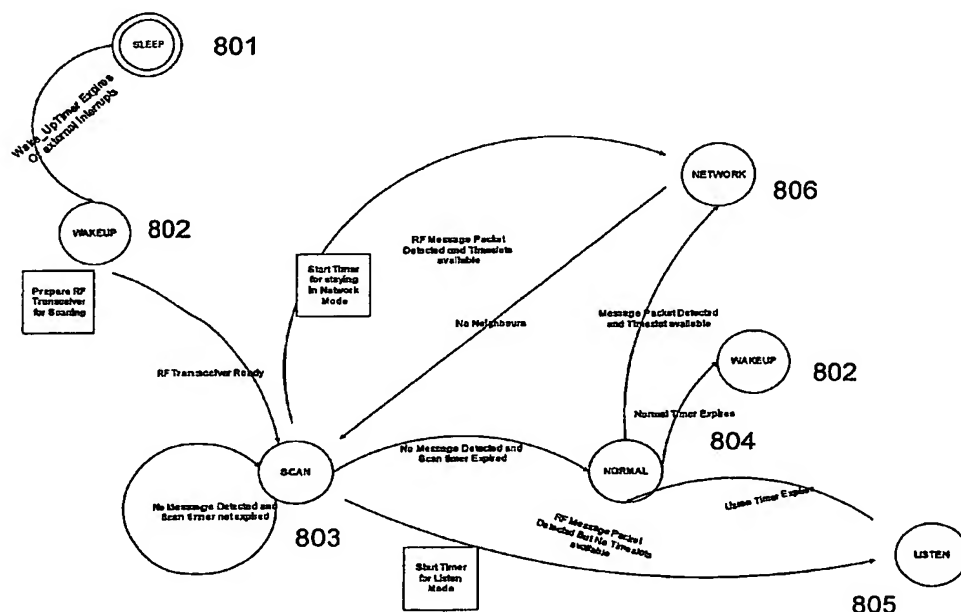 SLEEP
801
Wake_UpTimer Expires
Or external Interrupts
WAKEUP
802
Prepare RF
Transceiver
for Scaning
RF Transceiver Ready
Start Timer
for staying
in Network
Mode
RF Message Packet
Detected and Timeslots
available
NETWORK
806
No Neighbours
Message Packet Detected
and Timeslot available
WAKEUP
802
Normal Timer Expires
804
SCAN
803
No Message Detected and
Scan timer not expired
No Message Detected and
Scan timer Expired
NORMAL
Listen Timer Expires
RF Message Packet
Detected But No Timeslots
available
Start Timer
for Listen
Mode
LISTEN
805